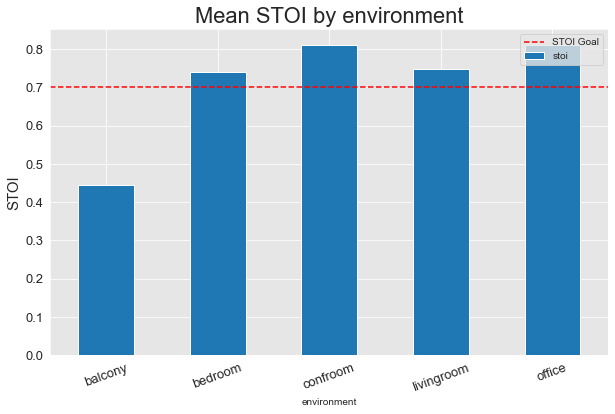 Mean STOI by environment
STOI Goal
stoi
STOI
0.8
0.7
0.6
0.5
0.4
0.3
0.2
0.1
0.0
balcony
bedroom
confroom
livingroom
office
environment